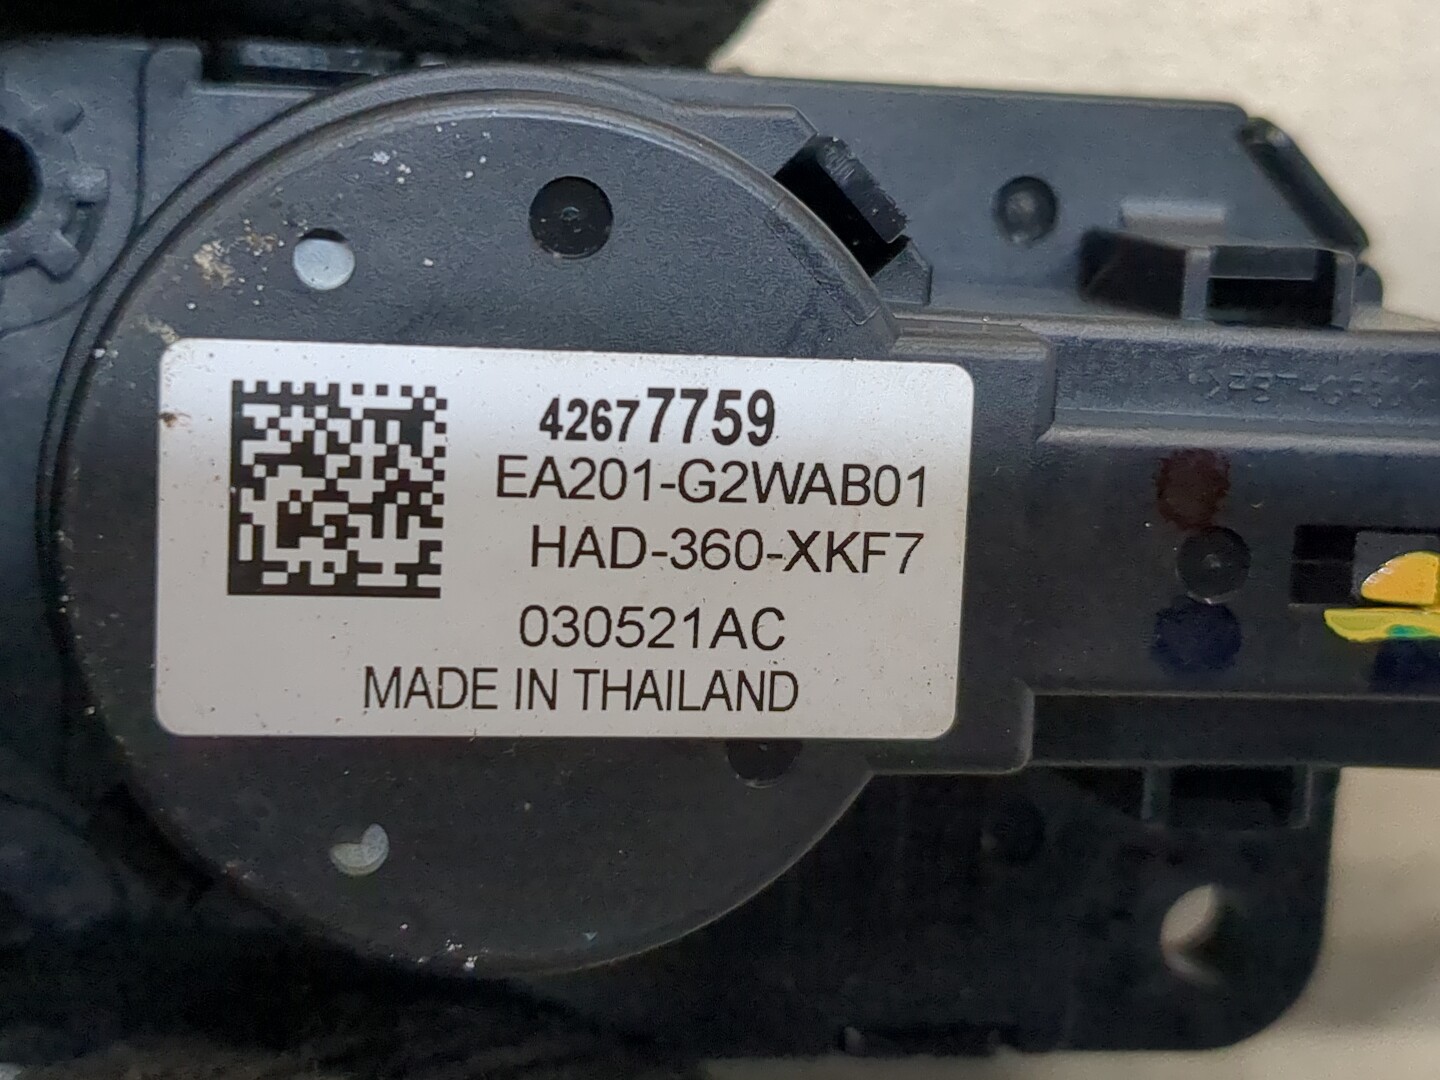 42677759
EA201-G2WAB01
HAD-360-XKF7
030521AC
MADE IN THAILAND